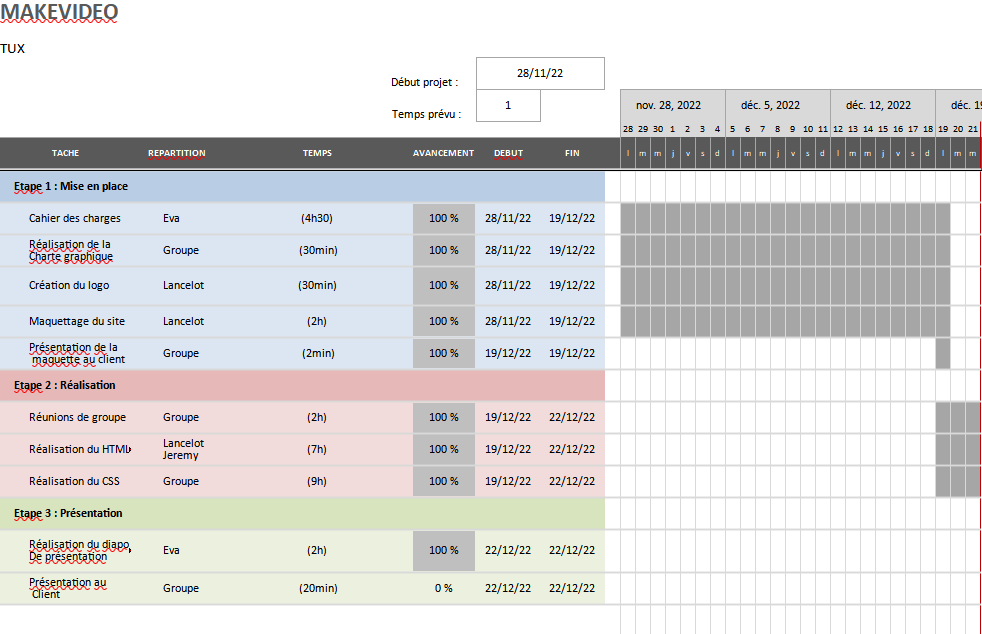 MAKEVIDEO
TUX
Début projet : 28/11/22
Temps prévu : 1
nov. 28, 2022 déc. 5, 2022 déc. 12, 2022 déc. 19
28 29 30 1 2 3 4 5 6 7 8 9 10 11 12 13 14 15 16 17 18 19 20 21
TACHE REPARTITION TEMPS AVANCEMENT DEBUT FIN l m m j v s d l m m j v s d l m m j v s d l m m
Etape 1 : Mise en place
Cahier des charges Eva (4h30) 100 % 28/11/22 19/12/22
Réalisation de la
Charte graphique Groupe (30min) 100 % 28/11/22 19/12/22
Création du logo Lancelot (30min) 100 % 28/11/22 19/12/22
Maquettage du site Lancelot (2h) 100 % 28/11/22 19/12/22
Présentation de la
maquette au client Groupe (2min) 100 % 19/12/22 19/12/22
Etape 2 : Réalisation
Réunions de groupe Groupe (2h) 100 % 19/12/22 22/12/22
Réalisation du HTML Lancelot
Jeremy (7h) 100 % 19/12/22 22/12/22
Réalisation du CSS Groupe (9h) 100 % 19/12/22 22/12/22
Etape 3 : Présentation
Réalisation du diapo
De présentation Eva (2h) 100 % 22/12/22 22/12/22
Présentation au
Client Groupe (20min) 0 % 22/12/22 22/12/22